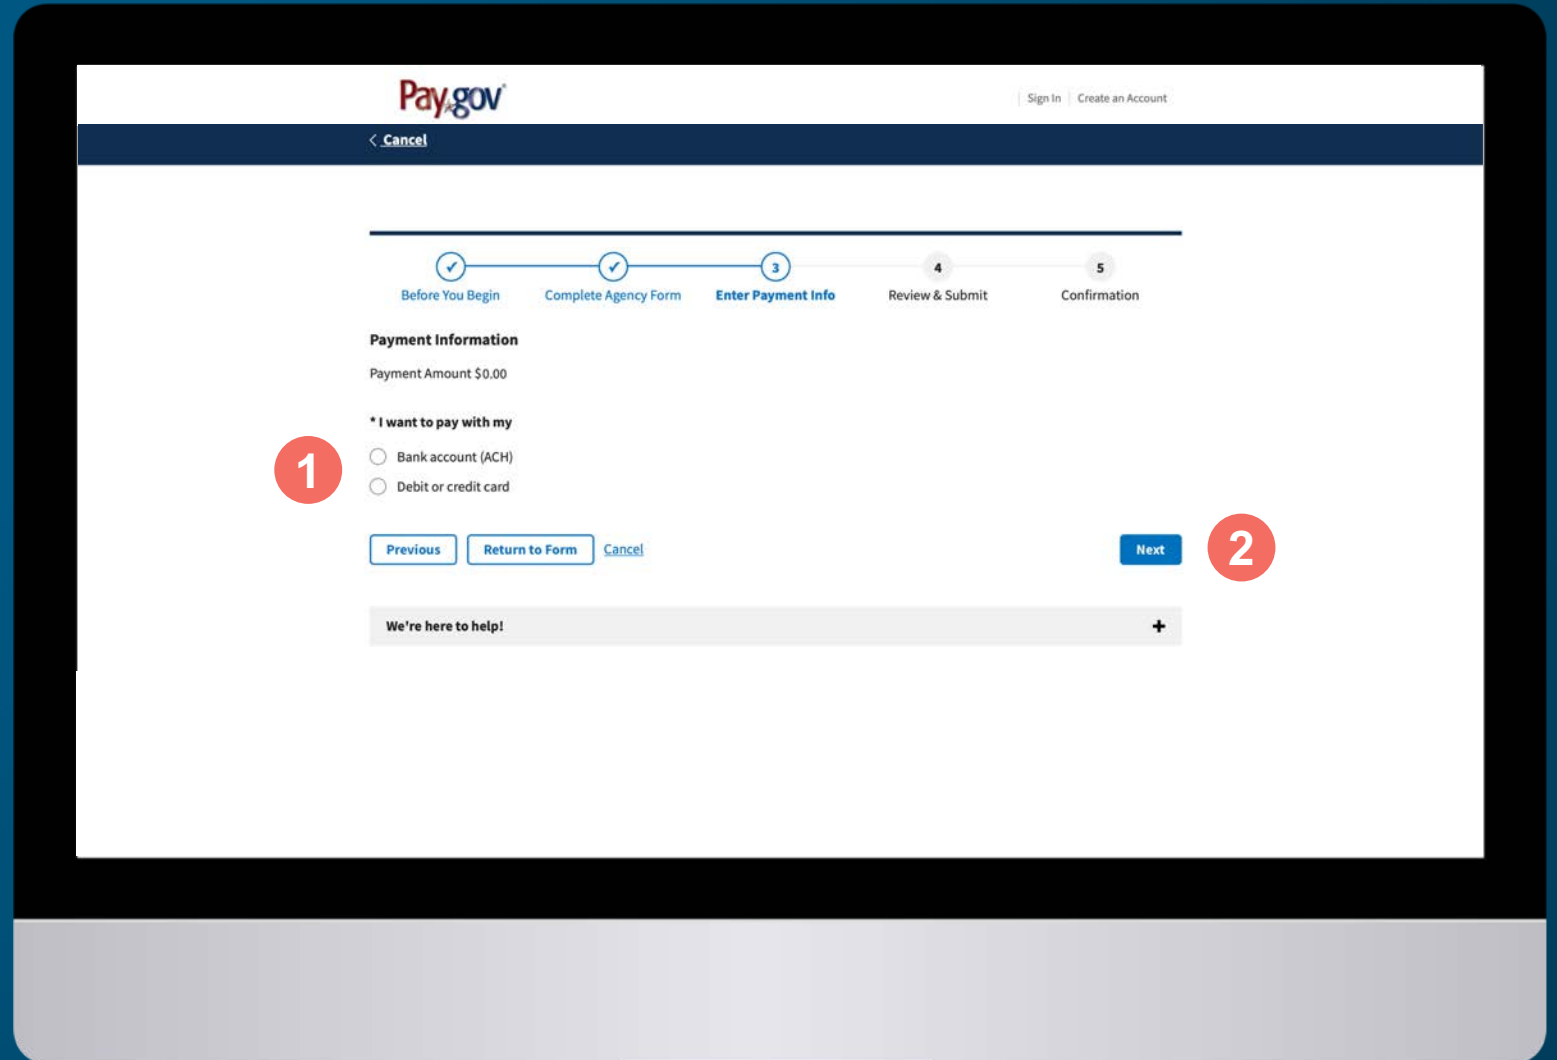 Pay.gov
Sign In Create an Account
< Cancel
3 4 5
Before You Begin Complete Agency Form Enter Payment Info Review & Submit Confirmation
Payment Information
Payment Amount $0.00
* I want to pay with my
1
Bank account (ACH)
Debit or credit card
Previous Return to Form Cancel Next 2
We're here to help! +